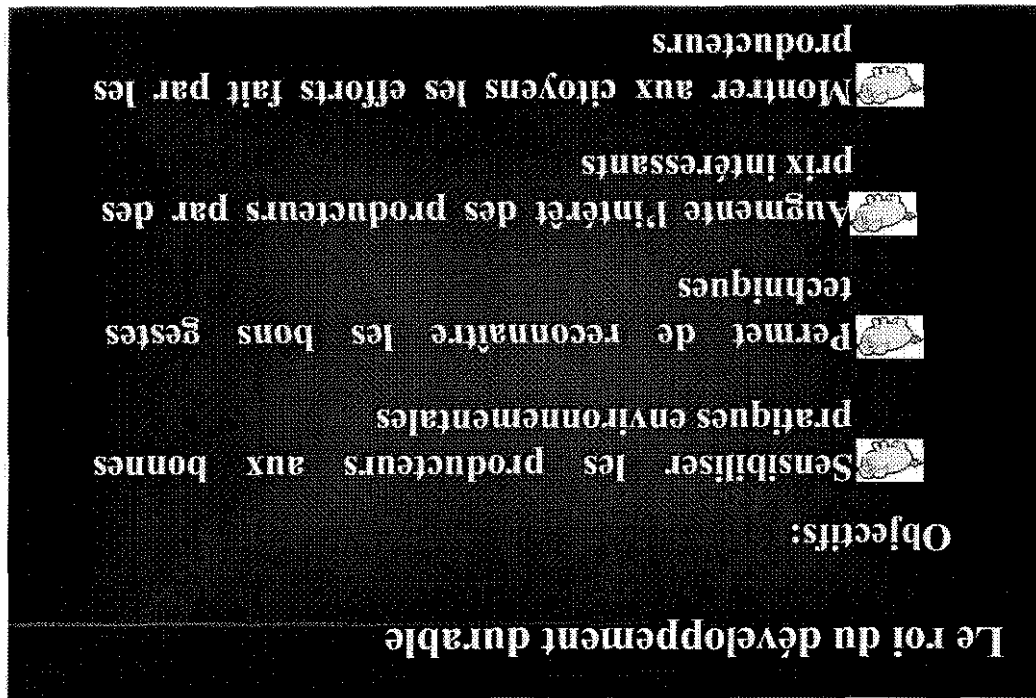 Le roi du développement durable
Objectifs:
Sensibiliser les producteurs aux bonnes
pratiques environnementales
Permet de reconnaître les bons gestes
techniques
Augmente l'intérêt des producteurs par des
prix intéressants
Montrer aux citoyens les efforts fait par les
producteurs